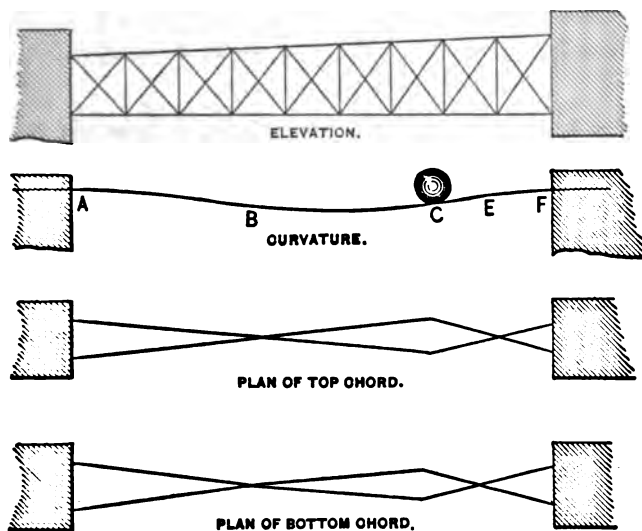 ELEVATION.
A B C E F
CURVATURE.
PLAN OF TOP CHORD.
PLAN OF BOTTOM CHORD.